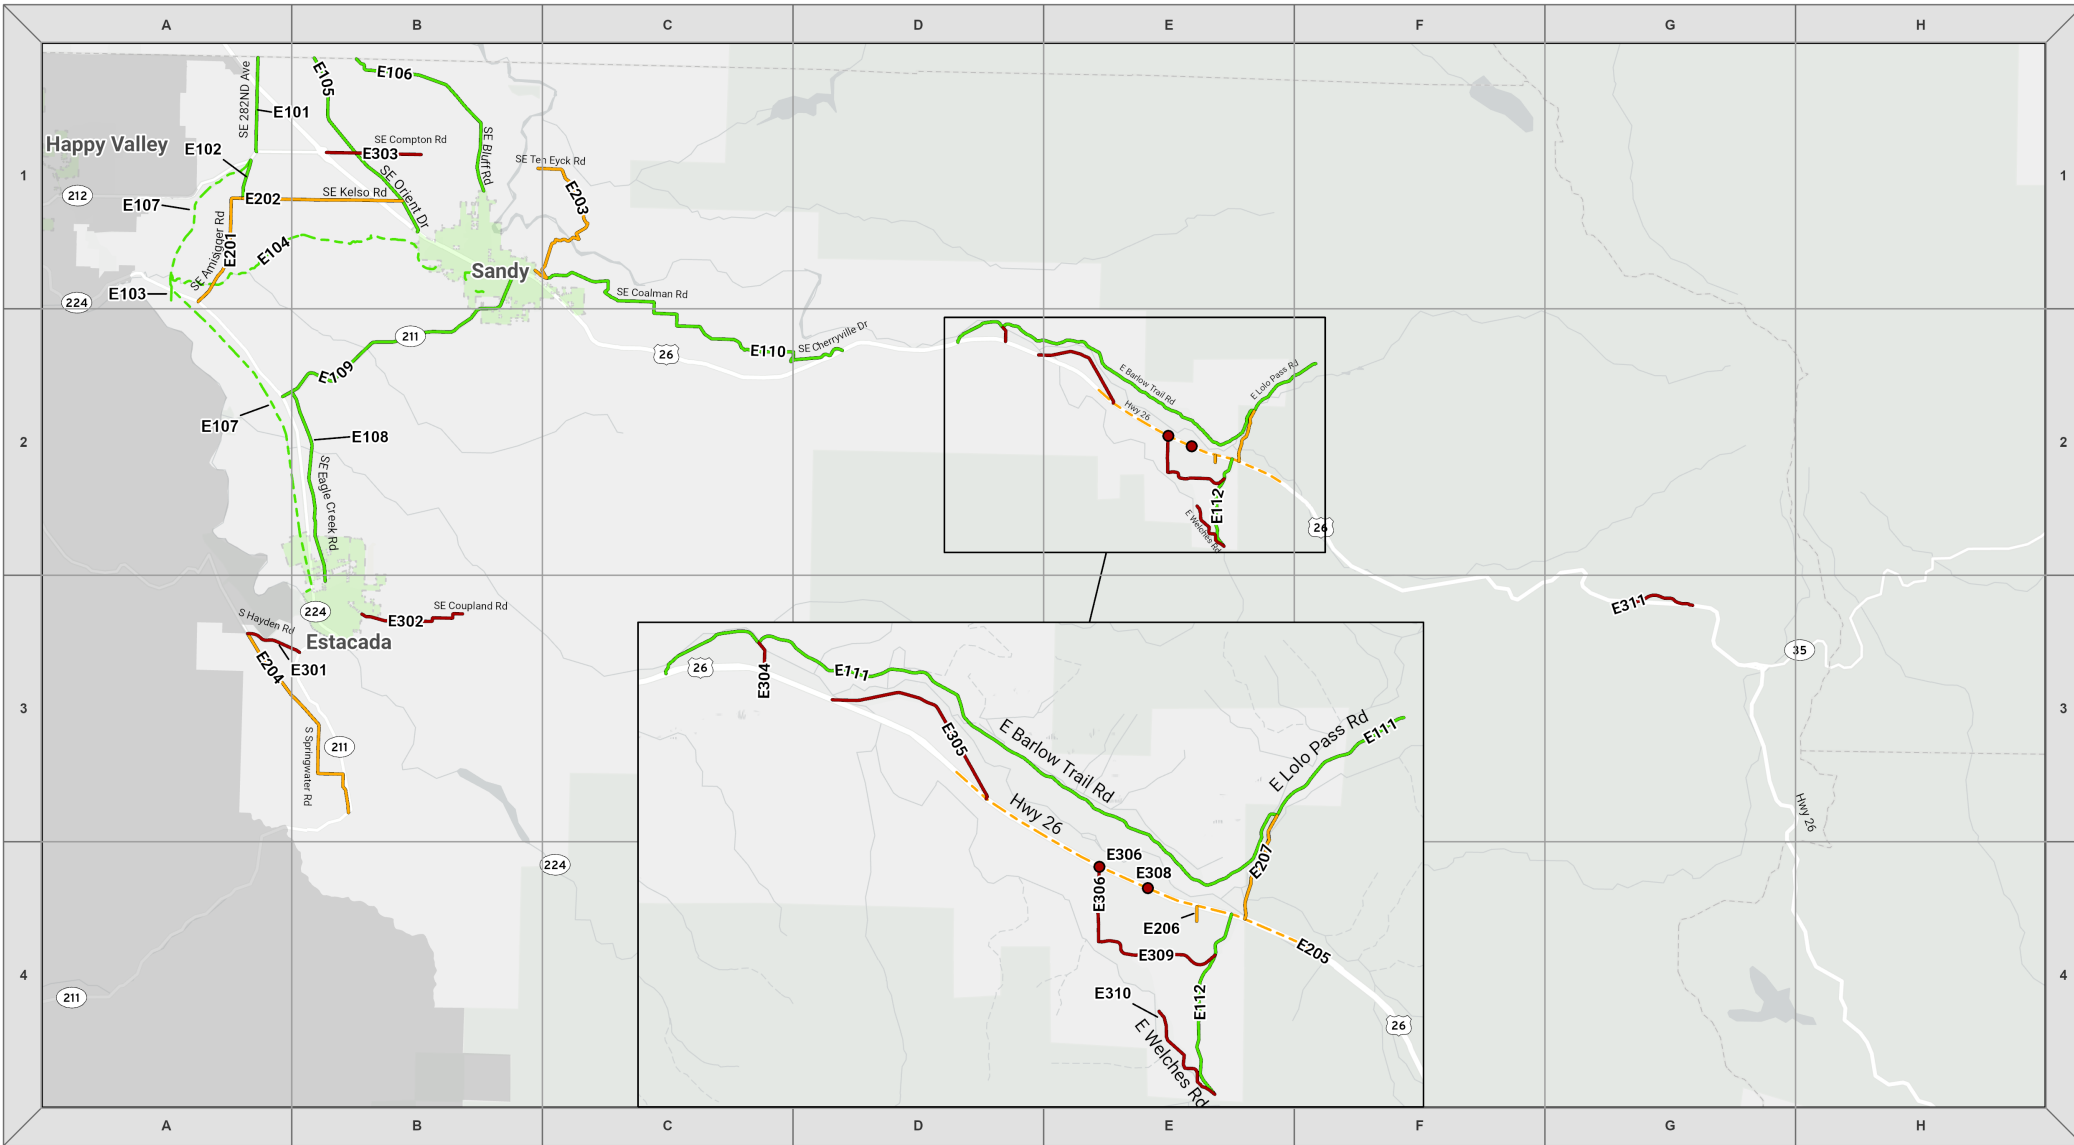 A B C D E F G H
1 1
2 2
3 3
4 4
A B C D E F G H
SE 282ND Ave
E101
E105
E106
Happy Valley
E102
SE Compton Rd
E303
SE Bluff Rd
SE Ten Eyck Rd
E203
212
E107
E202
SE Kelso Rd
SE Orient Dr
SE Amisigger Rd
E201
E104
Sandy
E103
224
SE Coalman Rd
211
26
E110
SE Cherryville Dr
E109
E107
E108
SE Eagle Creek Rd
E Barlow Trail Rd
Hwy 26
E Lolo Pass Rd
E112
E Welches Rd
26
224
SE Coupland Rd
E302
S Hayden Rd
Estacada
E204
E301
S Springwater Rd
211
E311
35
Hwy 26
224
211
26
E304
E111
E305
E Barlow Trail Rd
Hwy 26
E Lolo Pass Rd
E111
E306
E308
E306
E207
E206
E309
E205
E310
E112
E Welches Rd
26